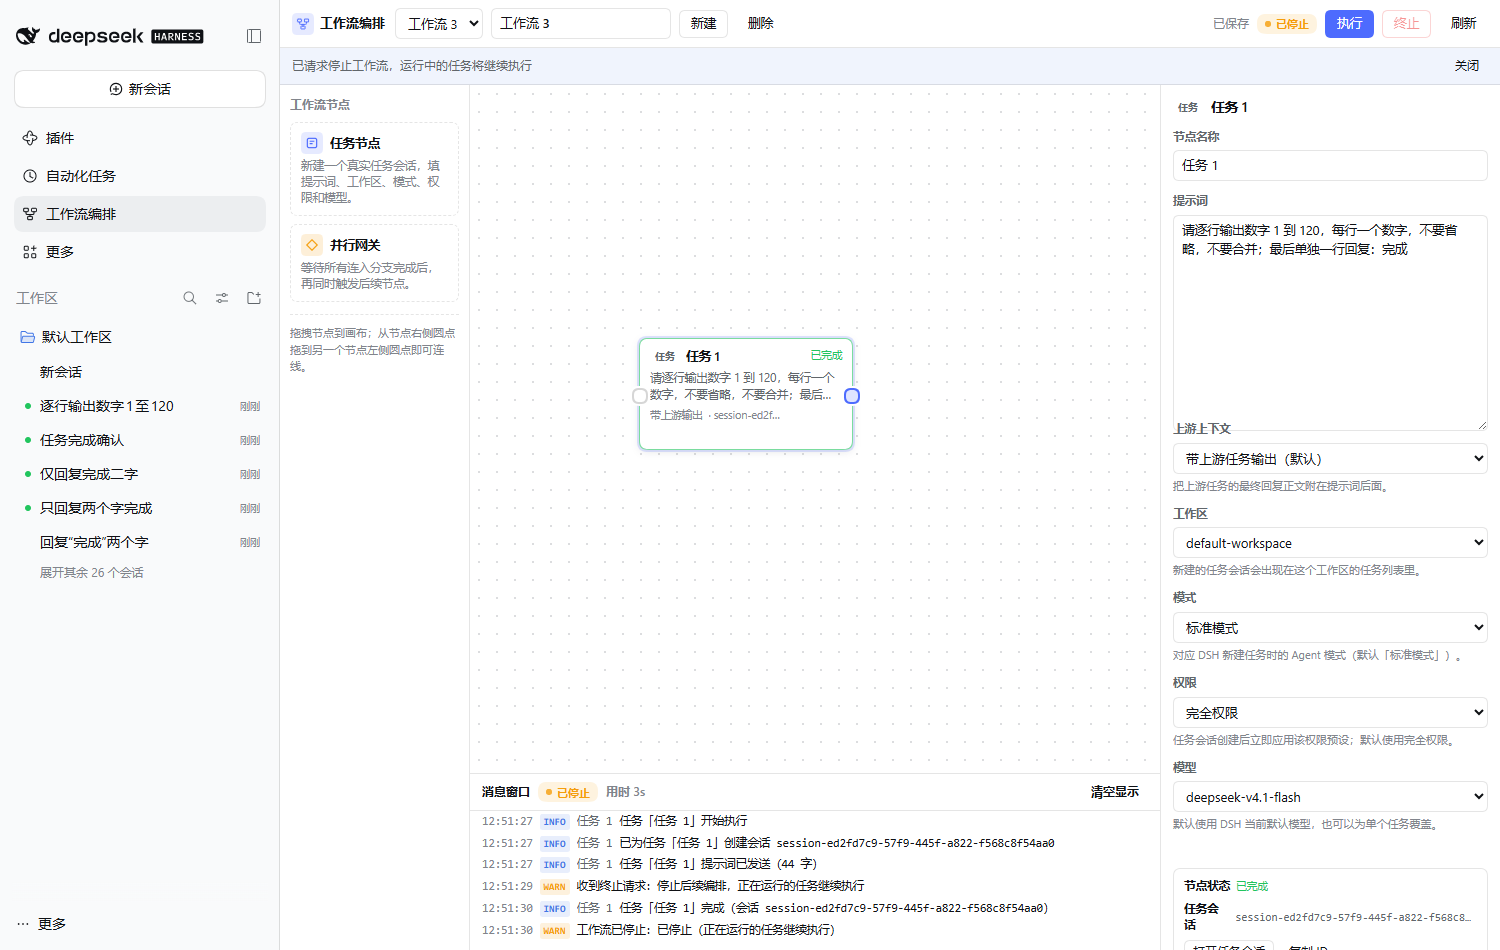 deepseek HARNESS
新会话
插件
自动化任务
工作流编排
更多
工作区
默认工作区
新会话
逐行输出数字 1 至 120 刚刚
任务完成确认 刚刚
仅回复完成二字 刚刚
只回复两个字完成 刚刚
回复“完成”两个字 刚刚
展开其余 26 个会话
更多
工作流编排 工作流 3 工作流 3 新建 删除 已保存 已停止 执行 终止 刷新
已请求停止工作流，运行中的任务将继续执行 关闭
工作流节点
任务节点
新建一个真实任务会话，填
提示词、工作区、模式、权
限和模型。
并行网关
等待所有连入分支完成后，
再同时触发后续节点。
拖拽节点到画布；从节点右侧圆点
拖到另一个节点左侧圆点即可连
线。
任务 任务 1 已完成
请逐行输出数字 1 到 120，每行一个
数字，不要省略，不要合并；最后...
带上游输出 · session-ed2f...
消息窗口 已停止 用时 3s 清空显示
12:51:27 INFO 任务 1 任务「任务 1」开始执行
12:51:27 INFO 任务 1 已为任务「任务 1」创建会话 session-ed2fd7c9-57f9-445f-a822-f568c8f54aa0
12:51:27 INFO 任务 1 任务「任务 1」提示词已发送（44 字）
12:51:29 WARN 收到终止请求：停止后续编排，正在运行的任务继续执行
12:51:30 INFO 任务 1 任务「任务 1」完成（会话 session-ed2fd7c9-57f9-445f-a822-f568c8f54aa0）
12:51:30 WARN 工作流已停止：已停止（正在运行的任务继续执行）
任务 任务 1
节点名称
任务 1
提示词
请逐行输出数字 1 到 120，每行一个数字，不要省
略，不要合并；最后单独一行回复：完成
上游上下文
带上游任务输出（默认）
把上游任务的最终回复正文附在提示词后面。
工作区
default-workspace
新建的任务会话会出现在这个工作区的任务列表里。
模式
标准模式
对应 DSH 新建任务时的 Agent 模式（默认「标准模式」）。
权限
完全权限
任务会话创建后立即应用该权限预设；默认使用完全权限。
模型
deepseek-v4.1-flash
默认使用 DSH 当前默认模型，也可以为单个任务覆盖。
节点状态 已完成
任务会
话 session-ed2fd7c9-57f9-445f-a822-f568c8...
打开任务会话 复制 ID